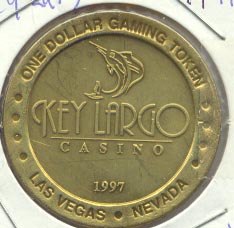 ONE DOLLAR GAMING TOKEN
KEY LARGO
CASINO
1997
LAS VEGAS • NEVADA